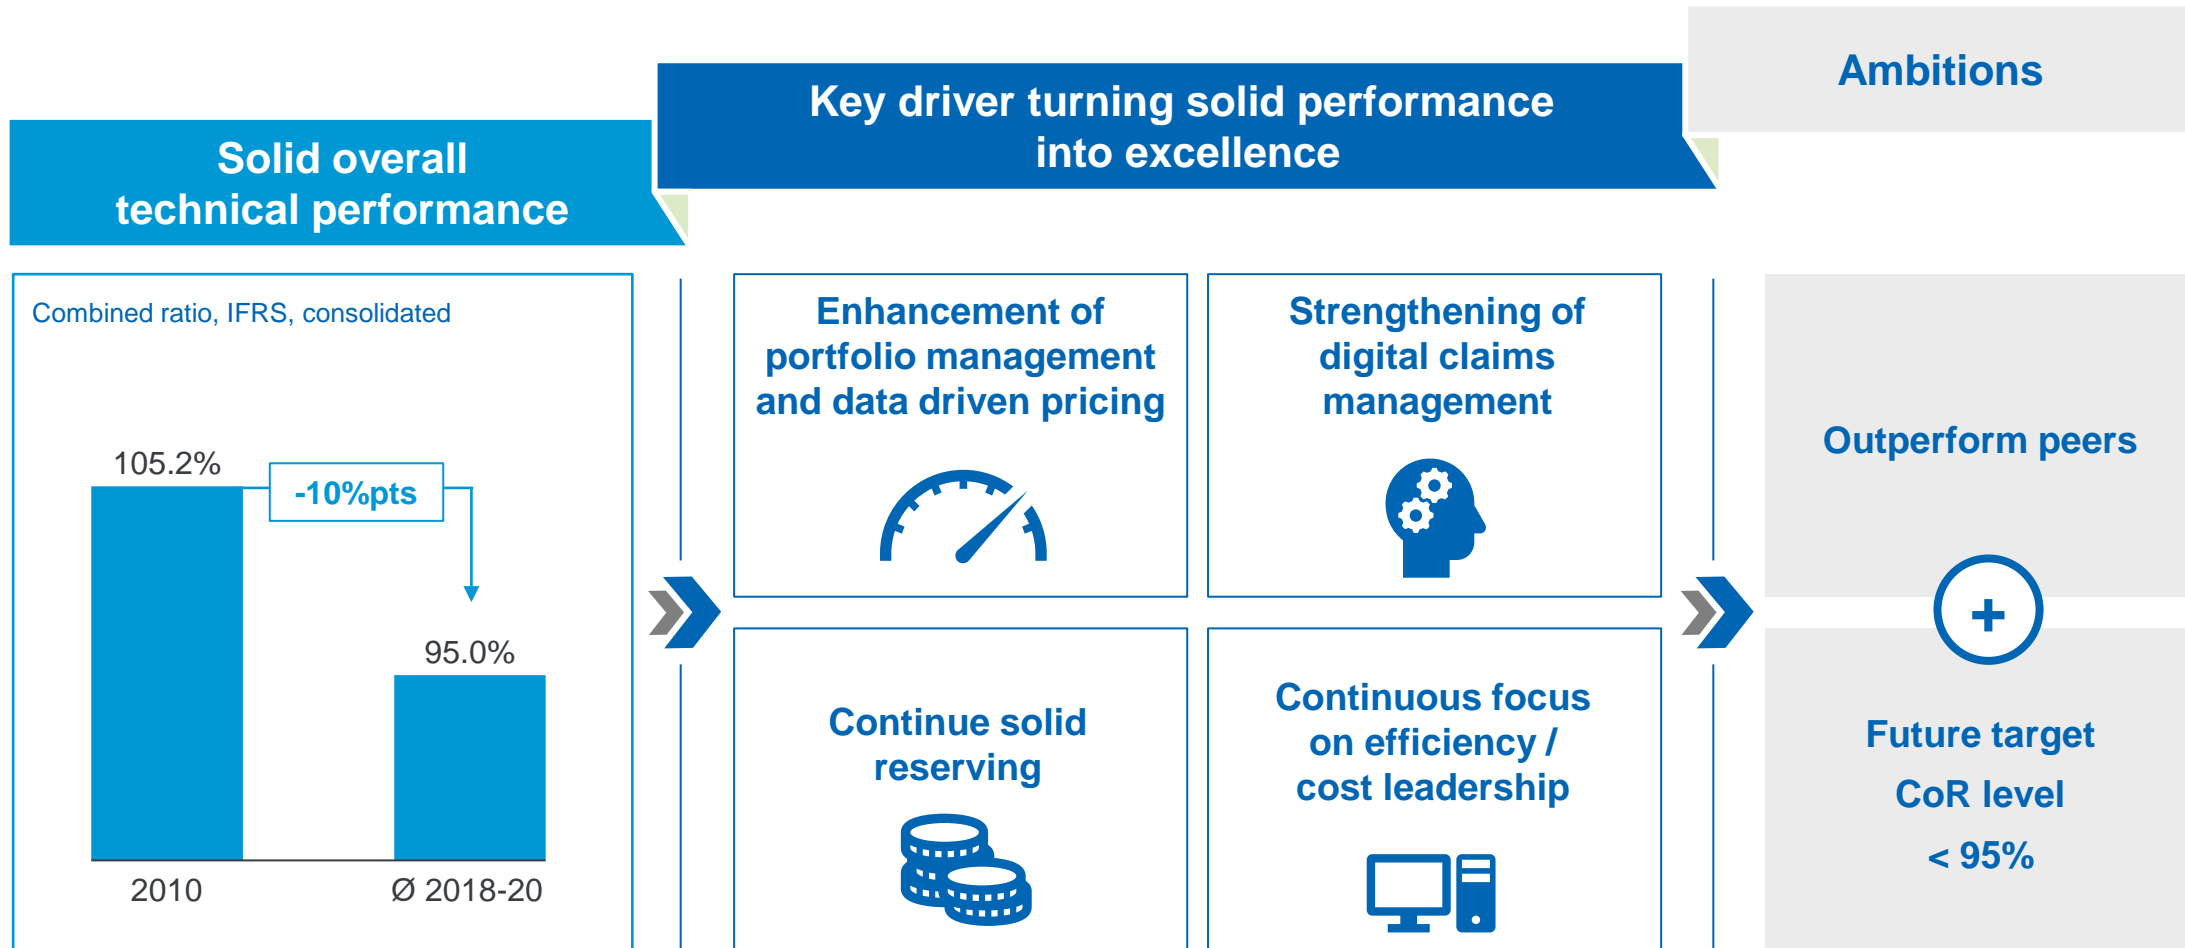 Solid overall
technical performance
Key driver turning solid performance
into excellence
Ambitions
Combined ratio, IFRS, consolidated
105.2%
-10%pts
95.0%
2010
Ø 2018-20
Enhancement of
portfolio management
and data driven pricing
Strengthening of
digital claims
management
Continue solid
reserving
Continuous focus
on efficiency /
cost leadership
Outperform peers
+
Future target
CoR level
< 95%